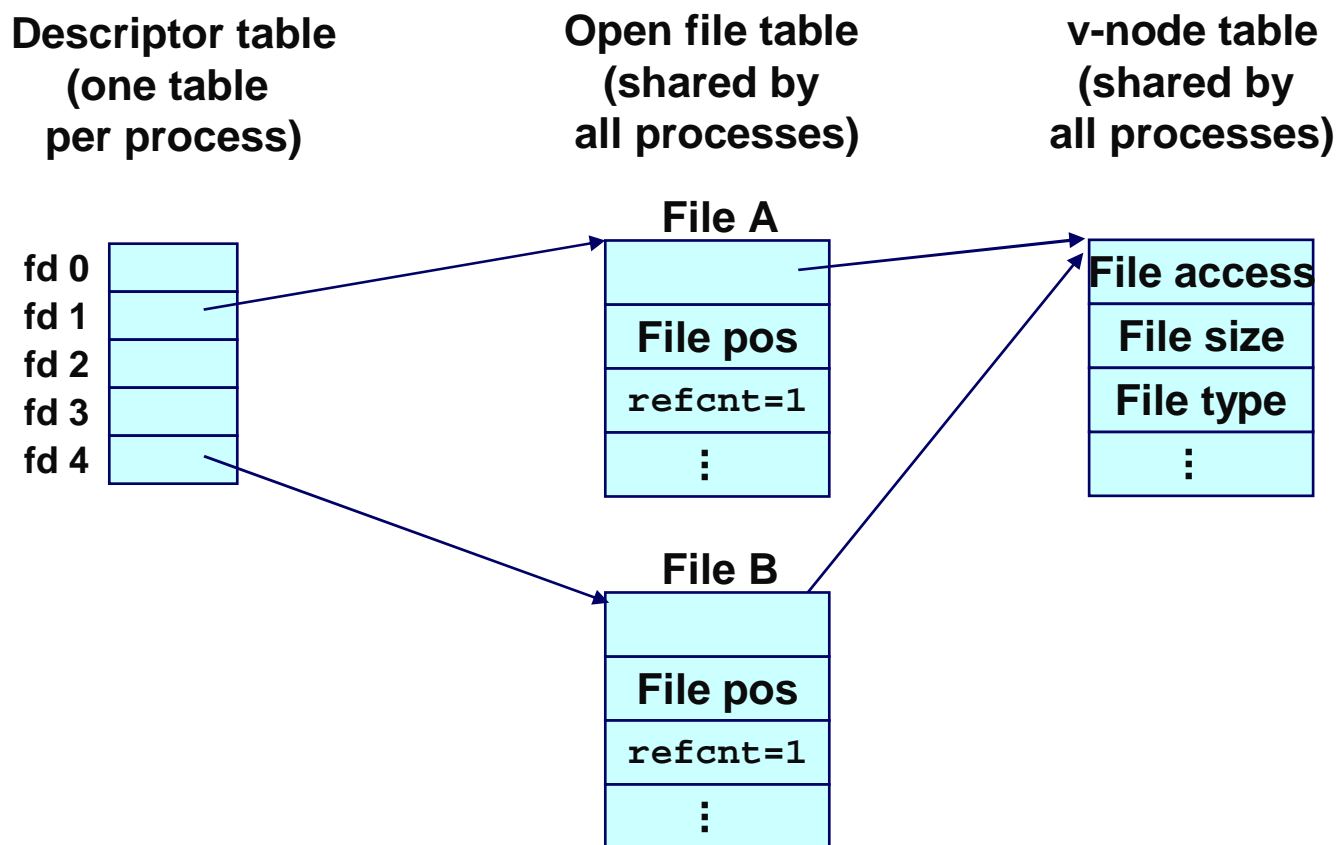 Descriptor table
(one table
per process)
Open file table
(shared by
all processes)
v-node table
(shared by
all processes)
fd 0
fd 1
fd 2
fd 3
fd 4
File A
File pos
refcnt=1
⋮
File B
File pos
refcnt=1
⋮
File access
File size
File type
⋮